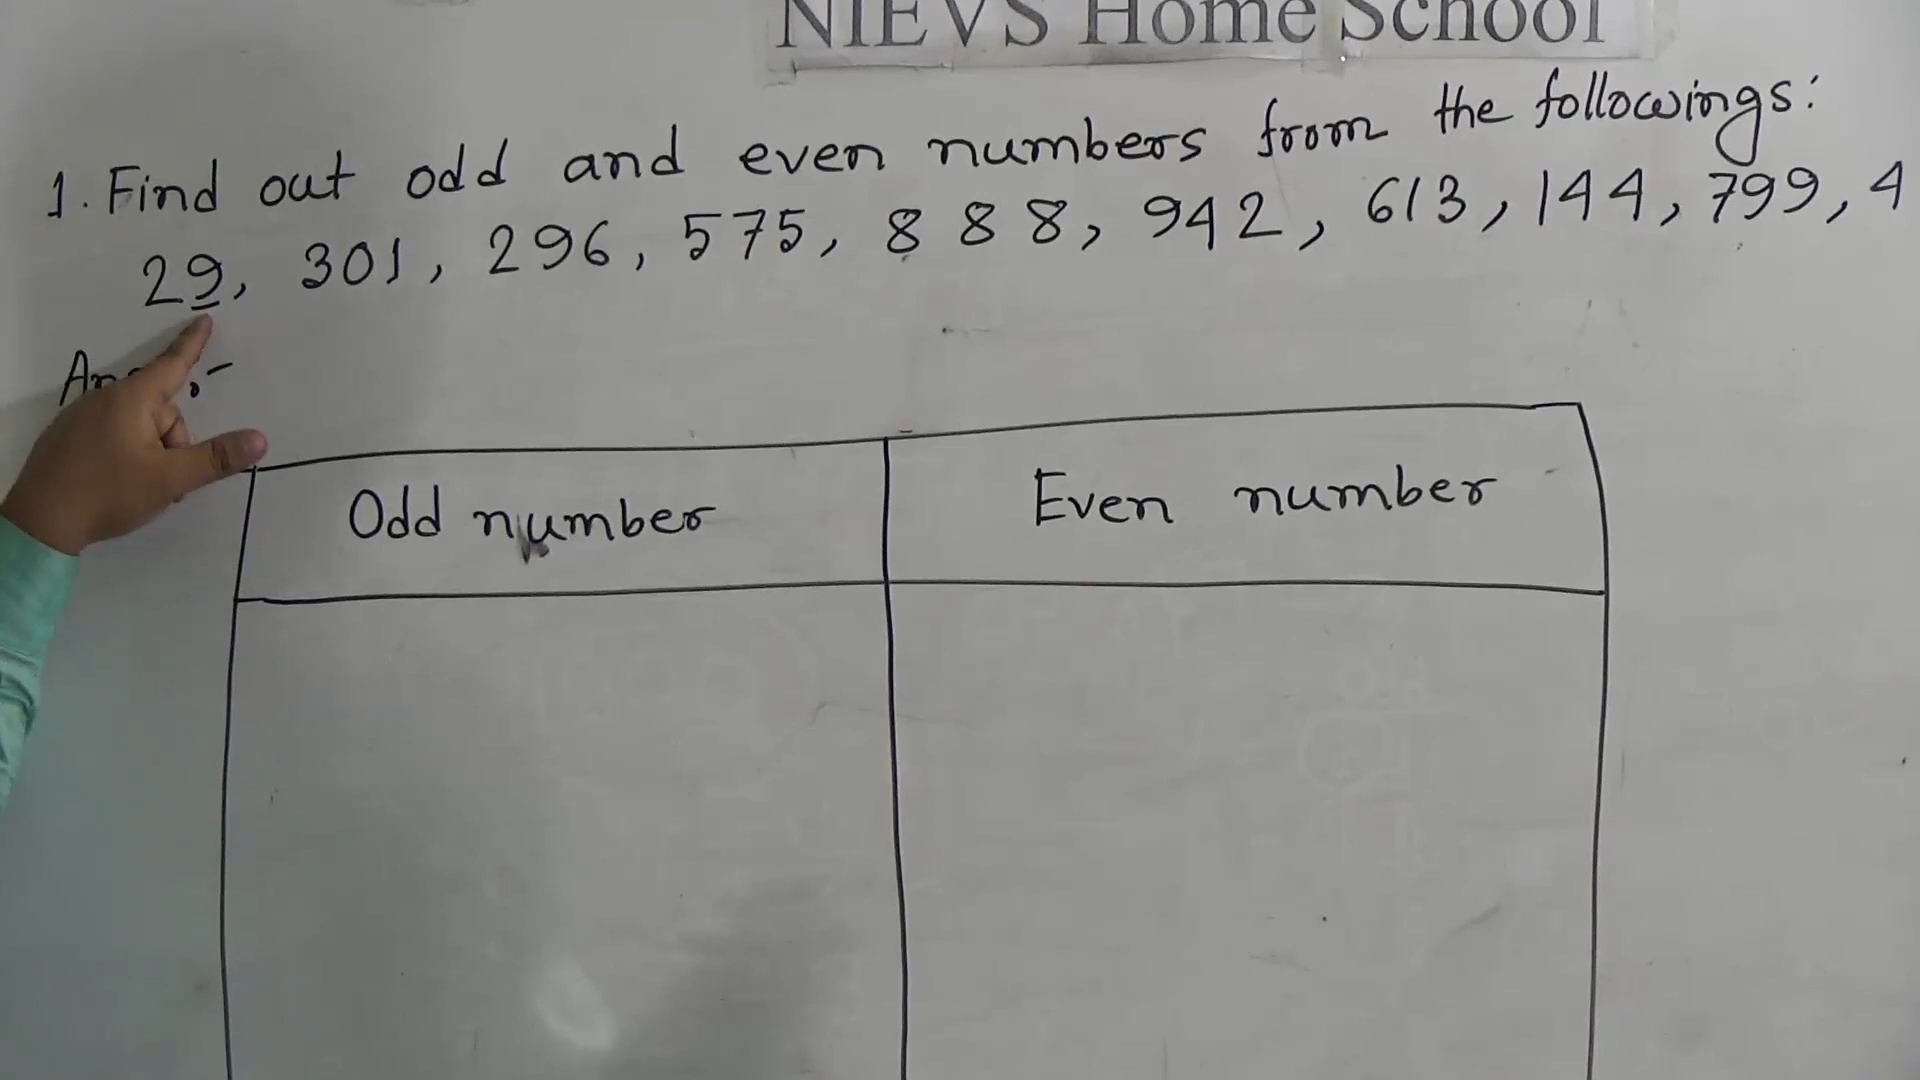 NIEVS Home School
1. Find out odd and even numbers from the followings:
29, 301, 296, 575, 888, 942, 613, 144, 799, 4
Odd number
Even number